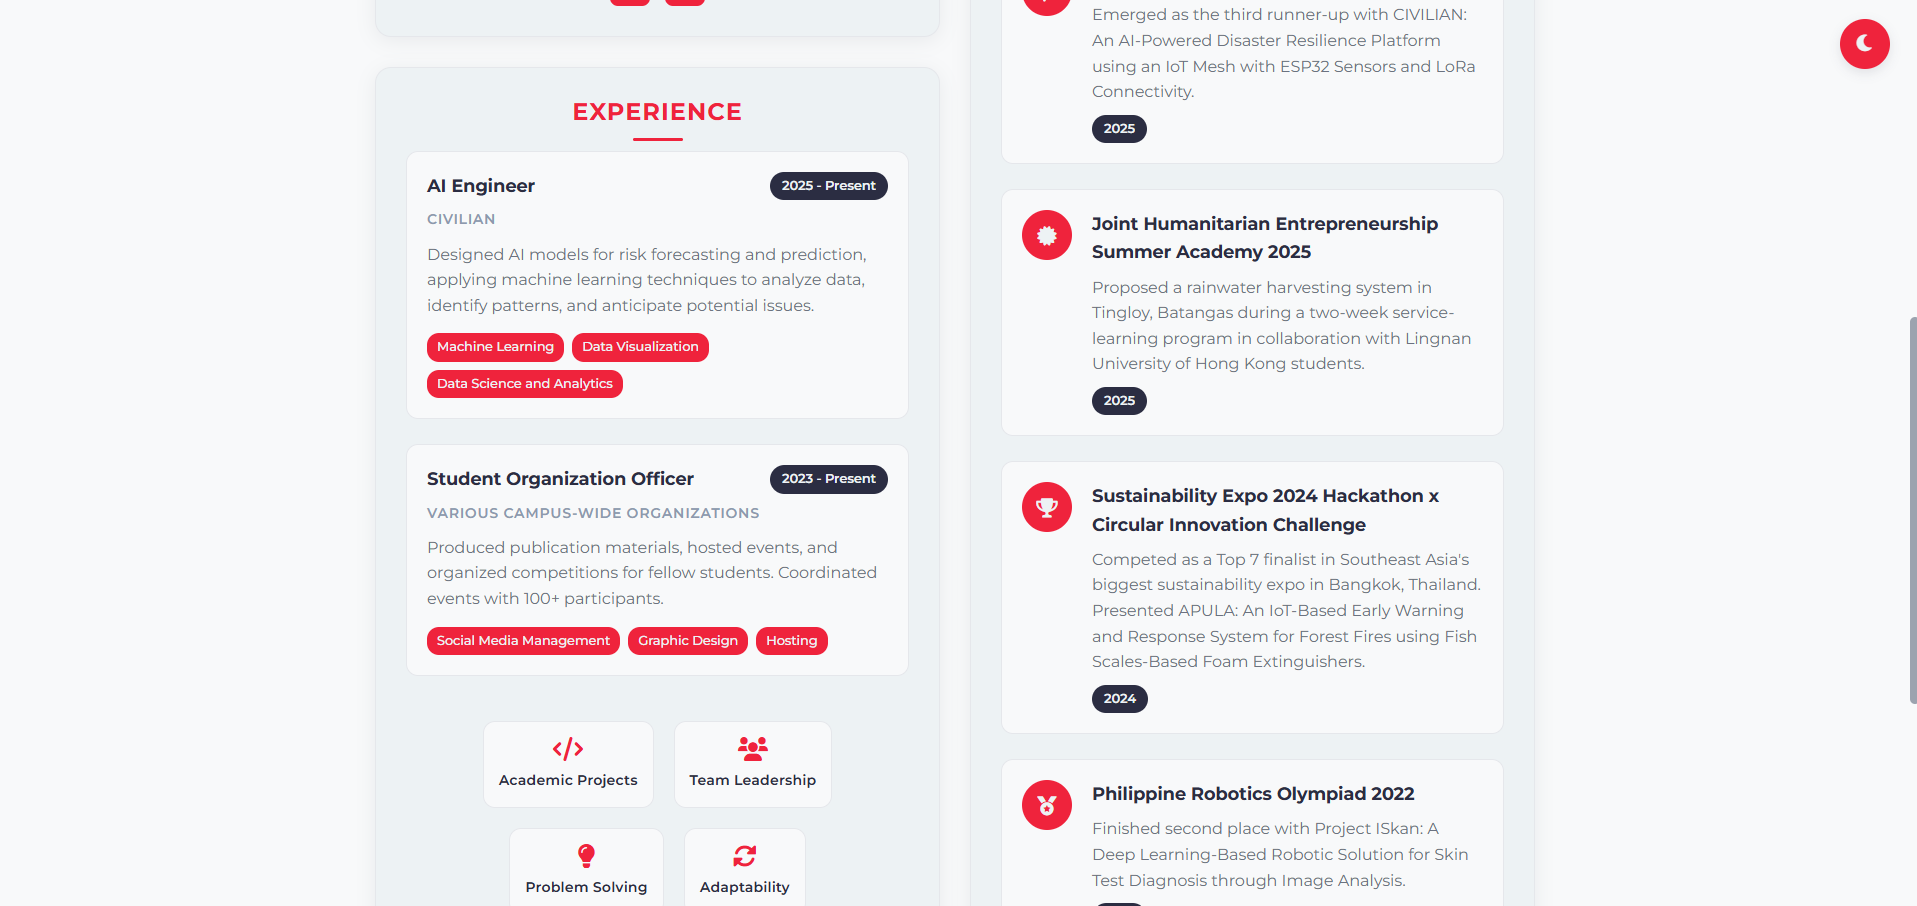 EXPERIENCE
AI Engineer
2025 - Present
CIVILIAN
Designed AI models for risk forecasting and prediction,
applying machine learning techniques to analyze data,
identify patterns, and anticipate potential issues.
Machine Learning
Data Visualization
Data Science and Analytics
Student Organization Officer
2023 - Present
VARIOUS CAMPUS-WIDE ORGANIZATIONS
Produced publication materials, hosted events, and
organized competitions for fellow students. Coordinated
events with 100+ participants.
Social Media Management
Graphic Design
Hosting
Academic Projects
Team Leadership
Problem Solving
Adaptability
Emerged as the third runner-up with CIVILIAN:
An AI-Powered Disaster Resilience Platform
using an IoT Mesh with ESP32 Sensors and LoRa
Connectivity.
2025
Joint Humanitarian Entrepreneurship
Summer Academy 2025
Proposed a rainwater harvesting system in
Tingloy, Batangas during a two-week service-
learning program in collaboration with Lingnan
University of Hong Kong students.
2025
Sustainability Expo 2024 Hackathon x
Circular Innovation Challenge
Competed as a Top 7 finalist in Southeast Asia's
biggest sustainability expo in Bangkok, Thailand.
Presented APULA: An IoT-Based Early Warning
and Response System for Forest Fires using Fish
Scales-Based Foam Extinguishers.
2024
Philippine Robotics Olympiad 2022
Finished second place with Project ISkan: A
Deep Learning-Based Robotic Solution for Skin
Test Diagnosis through Image Analysis.